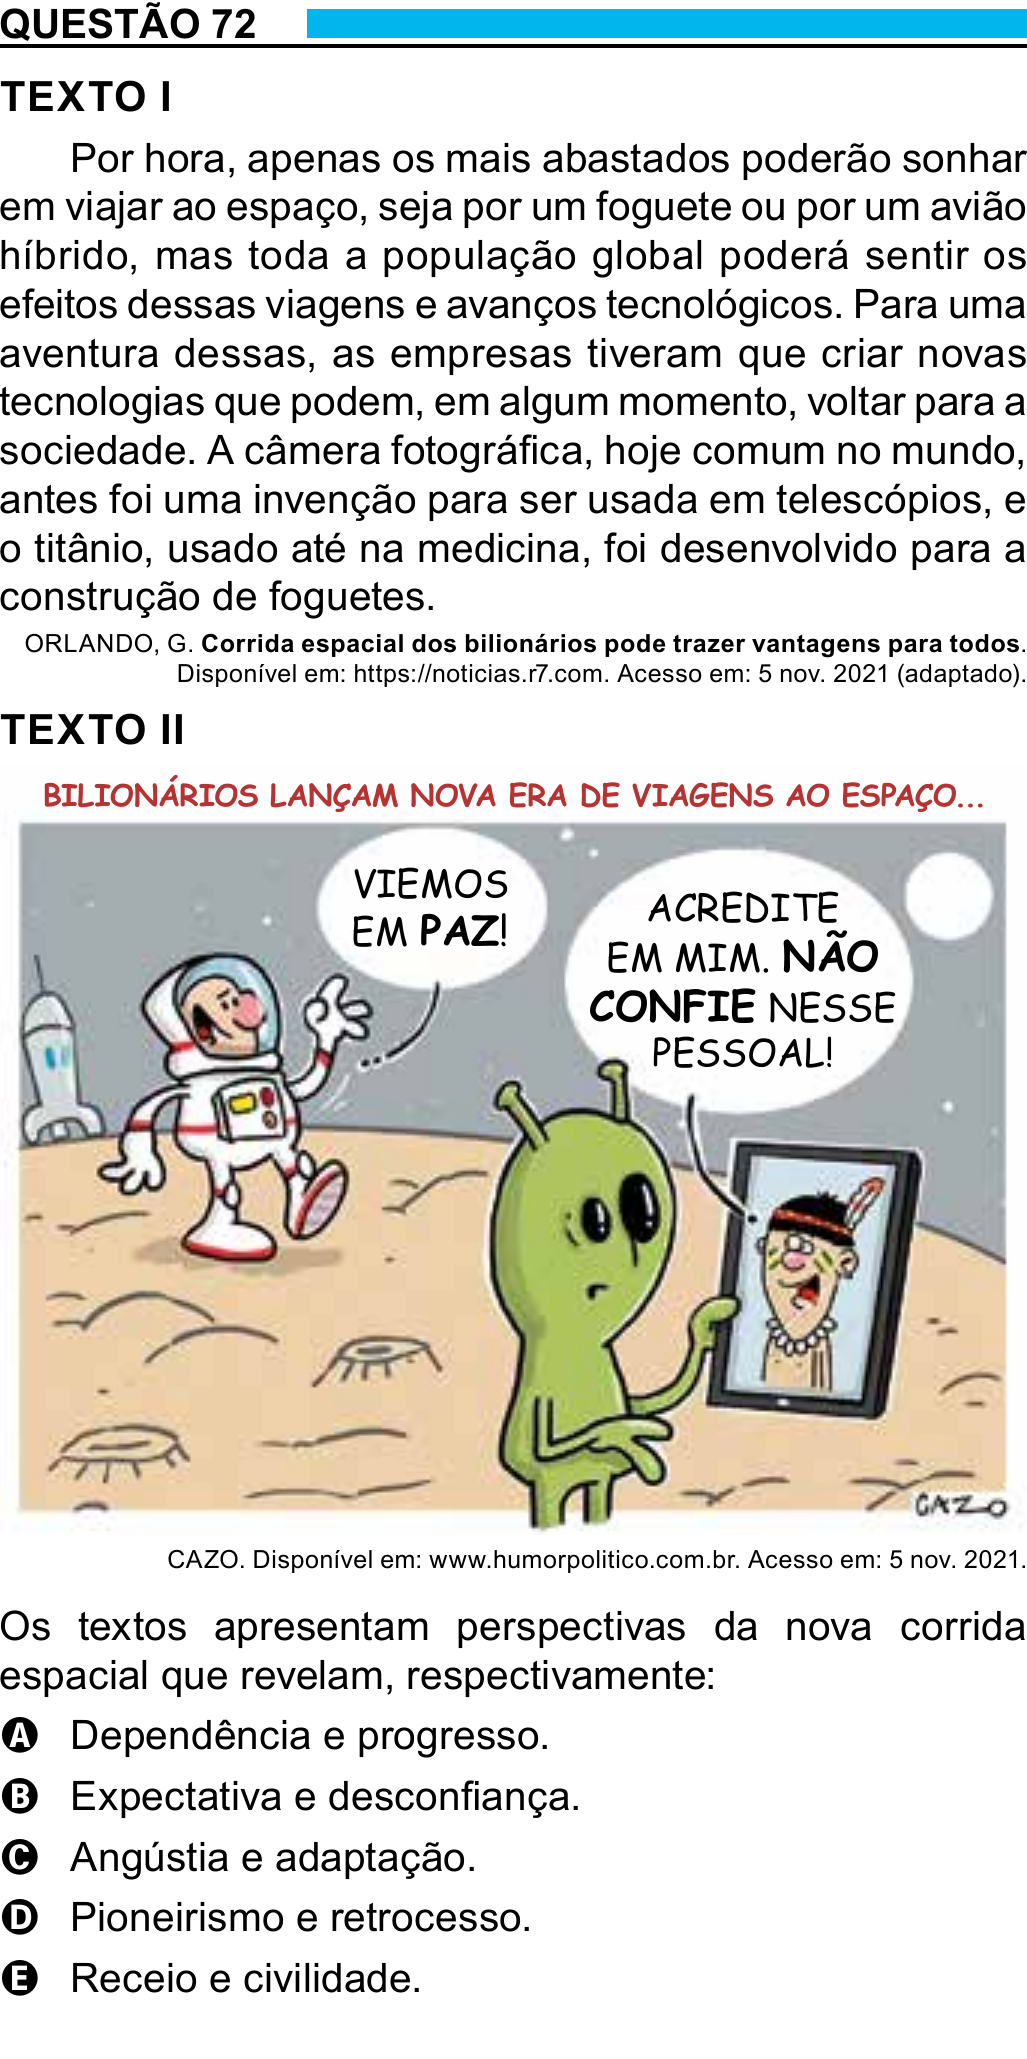 QUESTÃO 72
TEXTO I
Por hora, apenas os mais abastados poderão sonhar
em viajar ao espaço, seja por um foguete ou por um avião
híbrido, mas toda a população global poderá sentir os
efeitos dessas viagens e avanços tecnológicos. Para uma
aventura dessas, as empresas tiveram que criar novas
tecnologias que podem, em algum momento, voltar para a
sociedade. A câmera fotográfica, hoje comum no mundo,
antes foi uma invenção para ser usada em telescópios, e
o titânio, usado até na medicina, foi desenvolvido para a
construção de foguetes.
ORLANDO, G. Corrida espacial dos bilionários pode trazer vantagens para todos.
Disponível em: https://noticias.r7.com. Acesso em: 5 nov. 2021 (adaptado).
TEXTO II
BILIONÁRIOS LANÇAM NOVA ERA DE VIAGENS AO ESPAÇO...
VIEMOS
EM PAZ!
ACREDITE
EM MIM. NÃO
CONFIE NESSE
PESSOAL!
CAZO
CAZO. Disponível em: www.humorpolitico.com.br. Acesso em: 5 nov. 2021.
Os textos apresentam perspectivas da nova corrida
espacial que revelam, respectivamente:
A Dependência e progresso.
B Expectativa e desconfiança.
C Angústia e adaptação.
D Pioneirismo e retrocesso.
E Receio e civilidade.